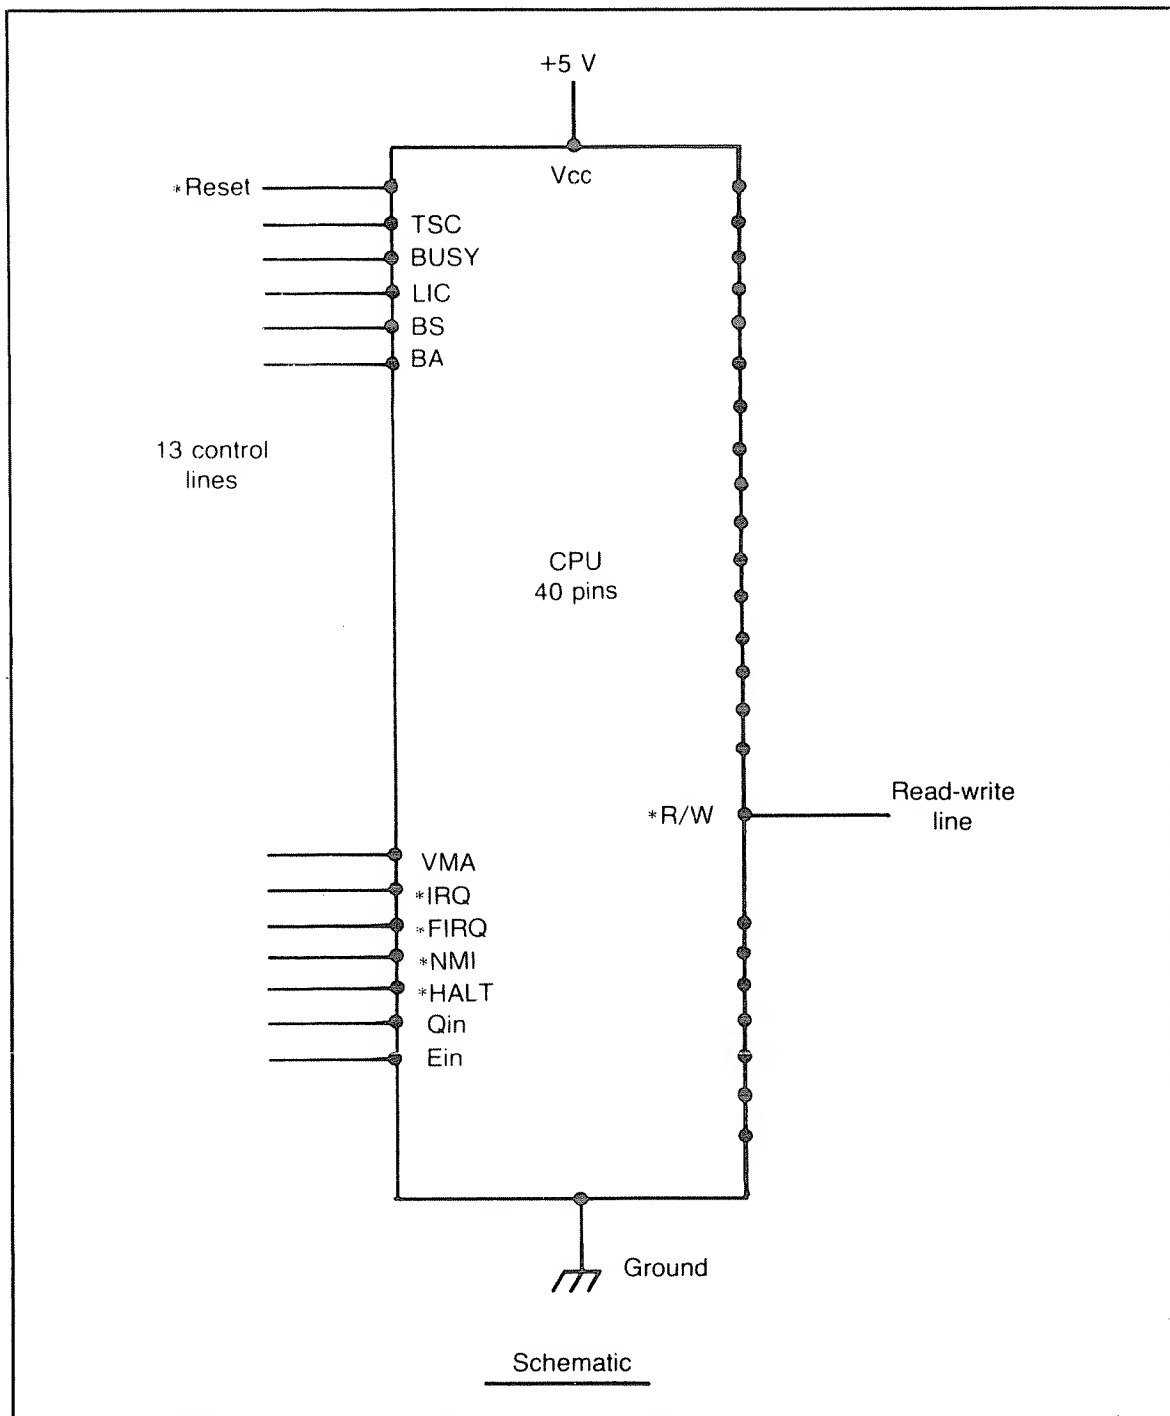 +5 V
Vcc
*Reset
TSC
BUSY
LIC
BS
BA
13 control
lines
CPU
40 pins
*R/W
Read-write
line
VMA
*IRQ
*FIRQ
*NMI
*HALT
Qin
Ein
Ground
Schematic